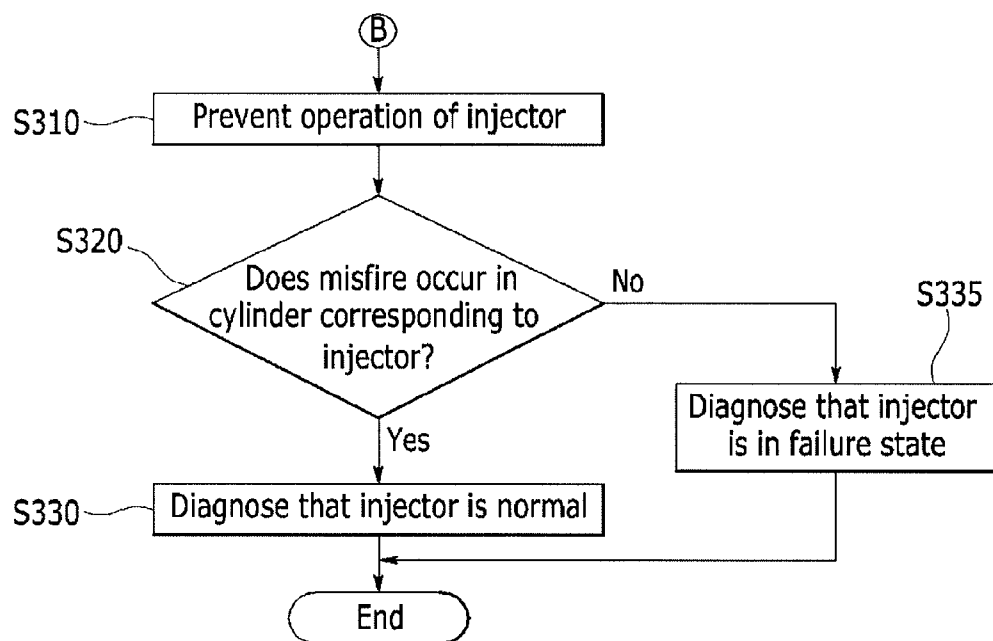 B
S310
Prevent operation of injector
S320
Does misfire occur in
cylinder corresponding to
injector?
No
S335
Diagnose that injector
is in failure state
Yes
S330
Diagnose that injector is normal
End